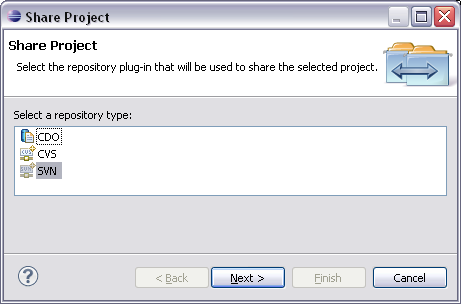 Share Project
Share Project
Select the repository plug-in that will be used to share the selected project.
Select a repository type:
CDO
CVS
SVN
? < Back Next > Finish Cancel